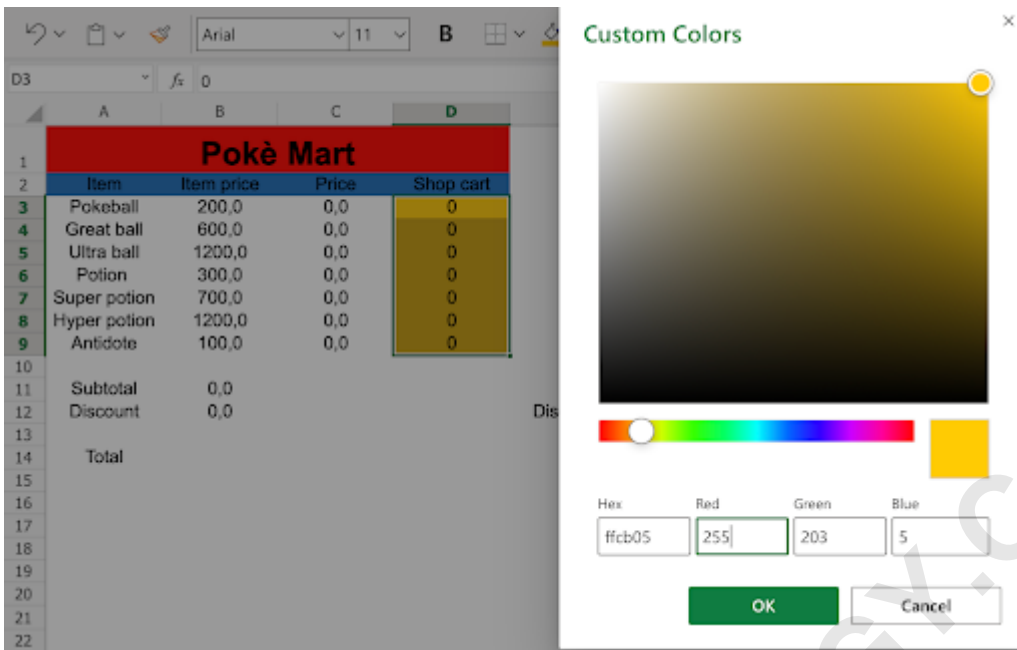 Arial 11 B
Custom Colors
D3 fx 0
A B C D
1 Pokè Mart
2 Item Item price Price Shop cart
3 Pokeball 200,0 0,0 0
4 Great ball 600,0 0,0 0
5 Ultra ball 1200,0 0,0 0
6 Potion 300,0 0,0 0
7 Super potion 700,0 0,0 0
8 Hyper potion 1200,0 0,0 0
9 Antidote 100,0 0,0 0
10
11 Subtotal 0,0
12 Discount 0,0 Dis
13
14 Total
15
16
17
18
19
20
21
22
Hex Red Green Blue
ffcb05 255 203 5
OK Cancel
GY.C